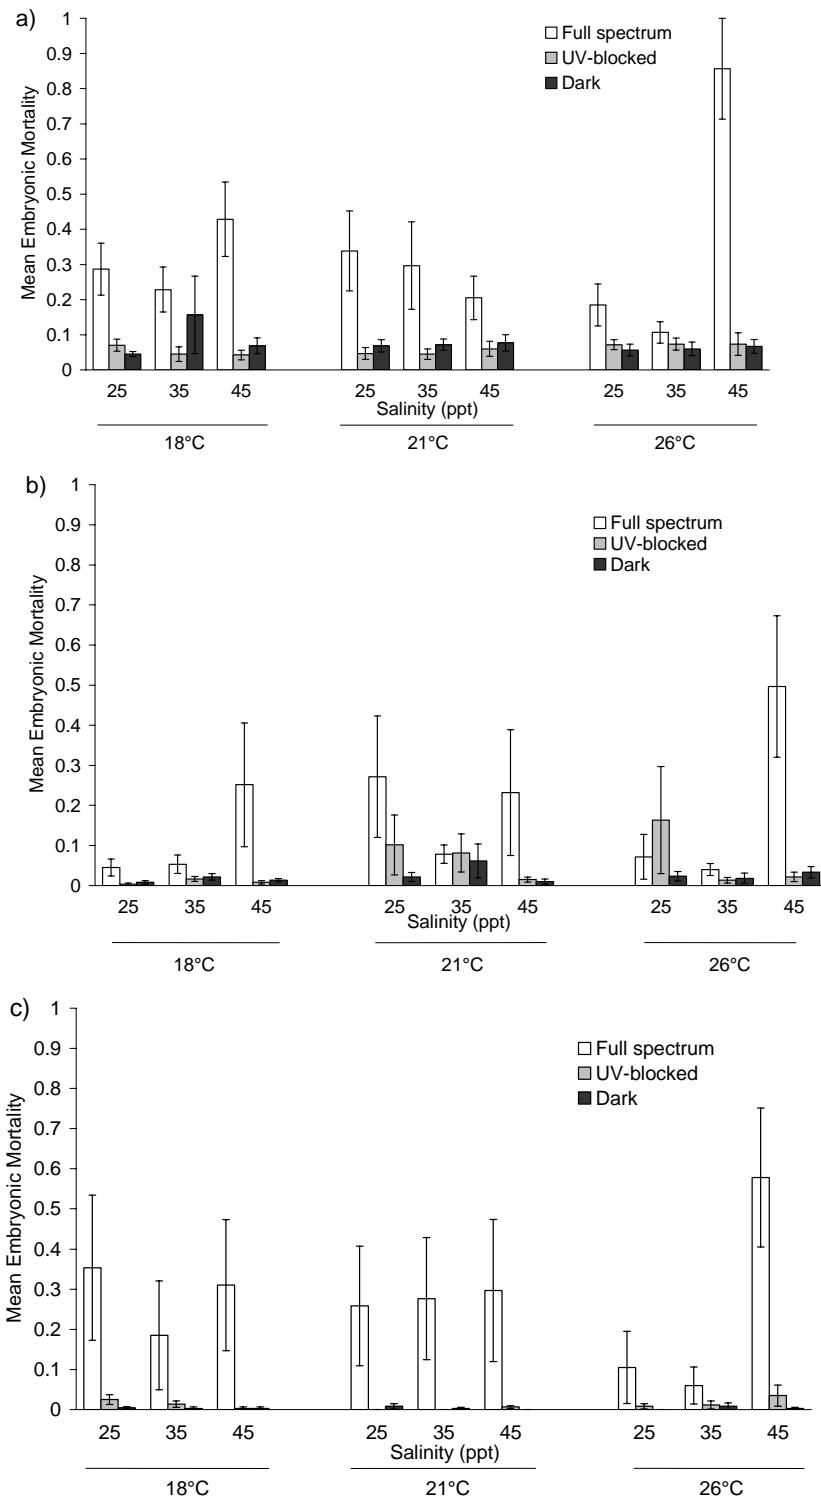 a)
1
0.9
0.8
0.7
0.6
0.5
0.4
0.3
0.2
0.1
0
Mean Embryonic Mortality
Full spectrum
UV-blocked
Dark
25 35 45 25 35 45 25 35 45
Salinity (ppt)
18°C 21°C 26°C
b)
1
0.9
0.8
0.7
0.6
0.5
0.4
0.3
0.2
0.1
0
Mean Embryonic Mortality
Full spectrum
UV-blocked
Dark
25 35 45 25 35 45 25 35 45
Salinity (ppt)
18°C 21°C 26°C
c)
1
0.9
0.8
0.7
0.6
0.5
0.4
0.3
0.2
0.1
0
Mean Embryonic Mortality
Full spectrum
UV-blocked
Dark
25 35 45 25 35 45 25 35 45
Salinity (ppt)
18°C 21°C 26°C